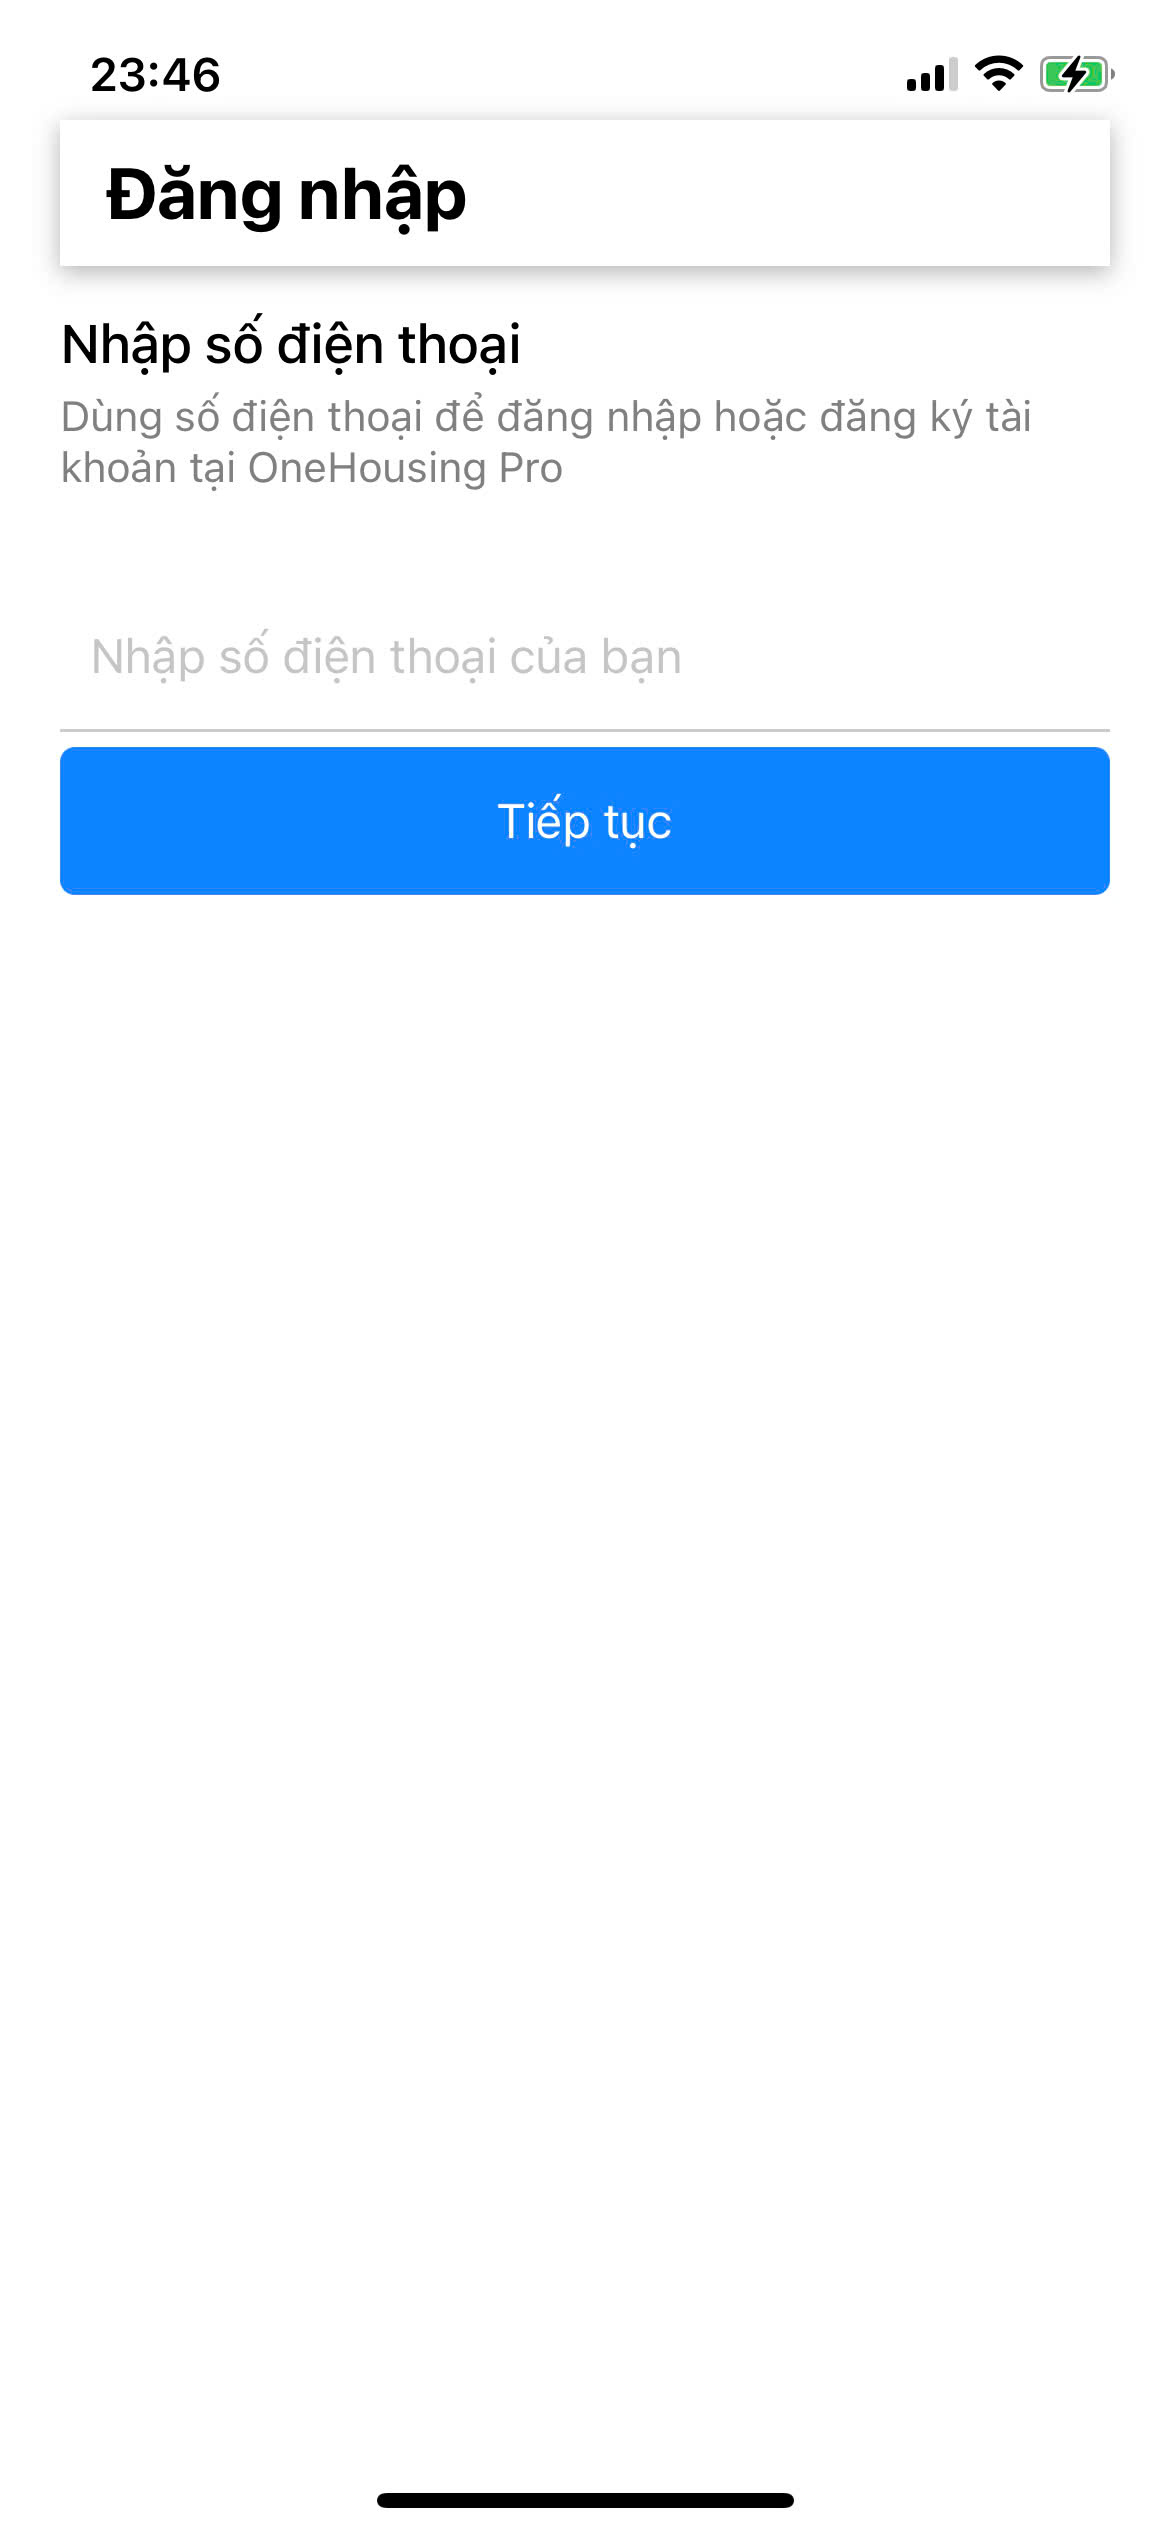 23:46
Đăng nhập
Nhập số điện thoại
Dùng số điện thoại để đăng nhập hoặc đăng ký tài
khoản tại OneHousing Pro
Nhập số điện thoại của bạn
Tiếp tục